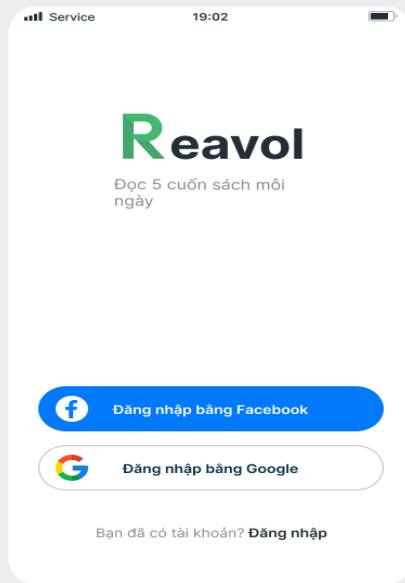 Service 19:02
Reavol
Đọc 5 cuốn sách mỗi
ngày
Đăng nhập bằng Facebook
Đăng nhập bằng Google
Bạn đã có tài khoản? Đăng nhập